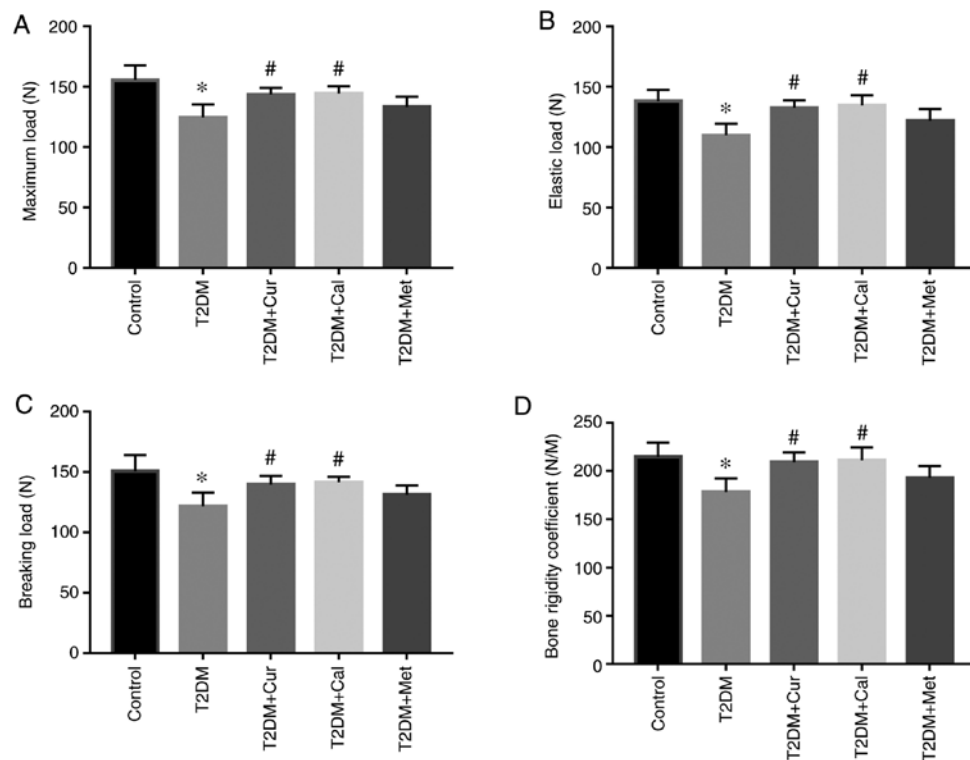 A
Maximum load (N)
200
150
100
50
0
*
#
#
Control
T2DM
T2DM+Cur
T2DM+Cal
T2DM+Met
B
Elastic load (N)
200
150
100
50
0
*
#
#
Control
T2DM
T2DM+Cur
T2DM+Cal
T2DM+Met
C
Breaking load (N)
200
150
100
50
0
*
#
#
Control
T2DM
T2DM+Cur
T2DM+Cal
T2DM+Met
D
Bone rigidity coefficient (N/M)
250
200
150
100
50
0
*
#
#
Control
T2DM
T2DM+Cur
T2DM+Cal
T2DM+Met